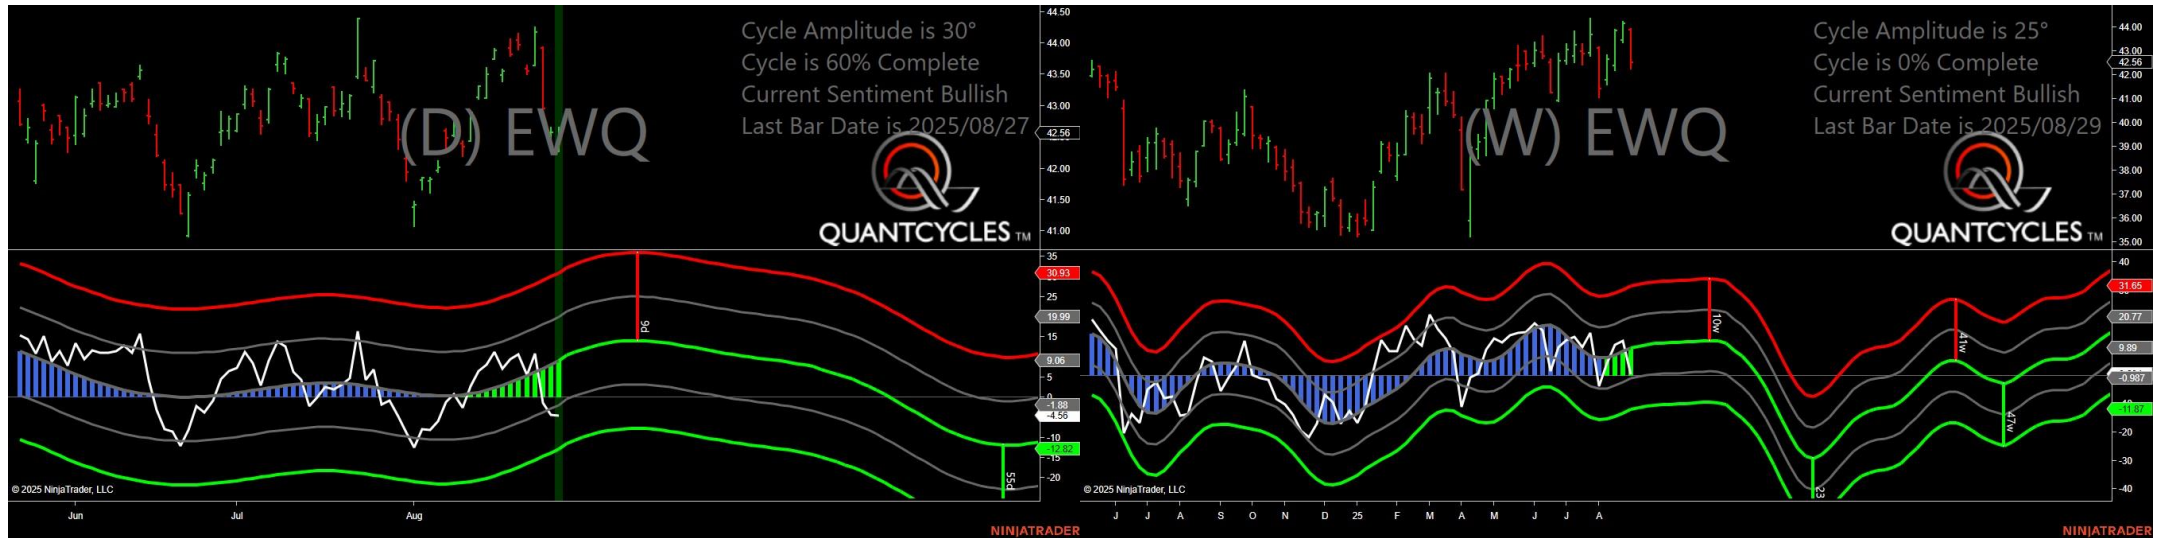 Cycle Amplitude is 30°
Cycle is 60% Complete
Current Sentiment Bullish
Last Bar Date is 2025/08/27
(D) EWQ
QUANTCYCLES TM
44.50
44.00
43.50
43.00
42.56
42.00
41.50
41.00
35
30.93
25
19.99
15
9.06
5
0
-1.88
-4.56
-10
-12.82
-15
-20
9d
55d
© 2025 NinjaTrader, LLC
Jun
Jul
Aug
NINJATRADER
Cycle Amplitude is 25°
Cycle is 0% Complete
Current Sentiment Bullish
Last Bar Date is 2025/08/29
(W) EWQ
QUANTCYCLES TM
44.00
43.00
42.56
42.00
41.00
40.00
39.00
38.00
37.00
36.00
35.00
40
31.65
20.77
9.89
-0.987
-11.87
-20
-30
-40
10w
23
41w
47w
© 2025 NinjaTrader, LLC
J J A S O N D 25 F M A M J J A
NINJATRADER